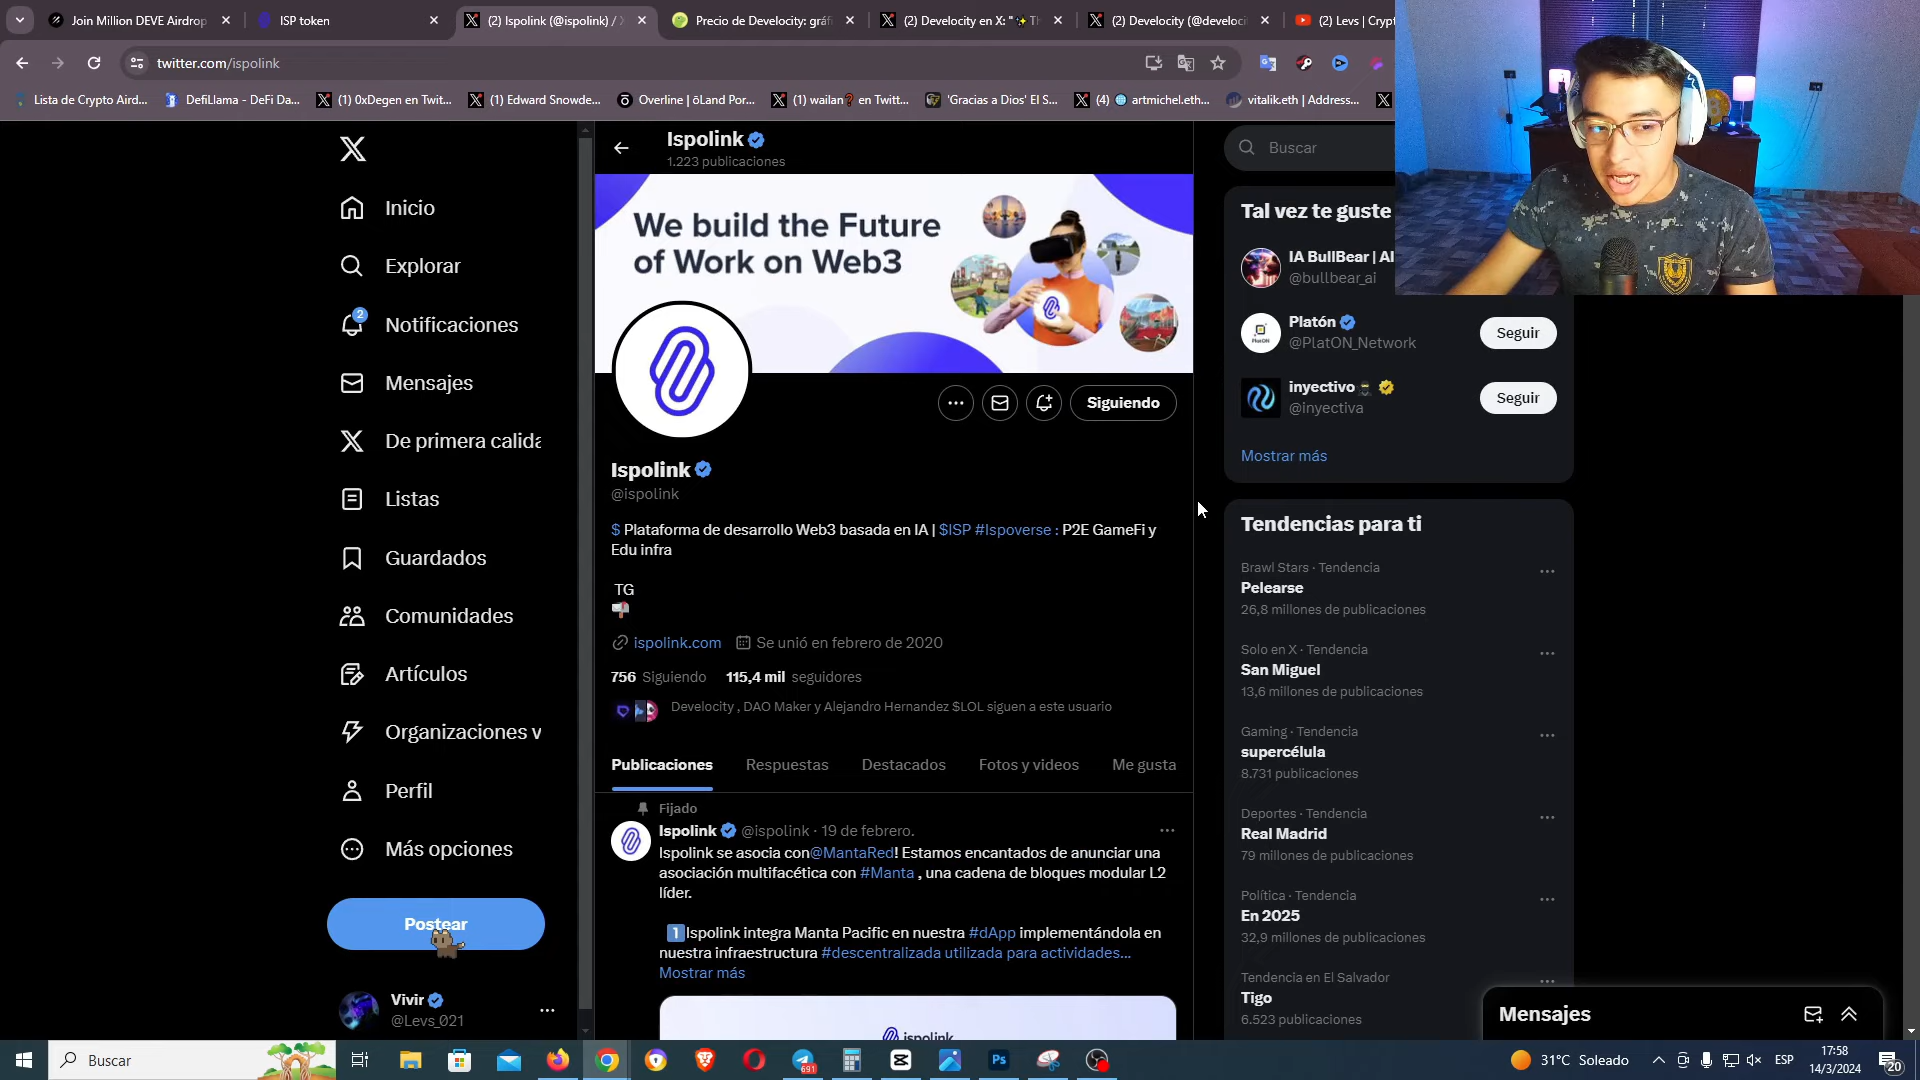 Join Million DEVE Airdrop
ISP token
(2) Ispolink (@ispolink) / X
Precio de Develocity: gráfi
(2) Develocity en X: "✨Th
(2) Develocity (@develocit
(2) Levs | Crypt
twitter.com/ispolink
Lista de Crypto Aird...
DefiLlama - DeFi Da...
(1) 0xDegen en Twit...
(1) Edward Snowde...
Overline | ōLand Por...
(1) wailan❓ en Twitt...
'Gracias a Dios' El S...
(4) 🌐 artmichel.eth...
vitalik.eth | Address...
Inicio
Explorar
2
Notificaciones
Mensajes
De primera calida
Listas
Guardados
Comunidades
Artículos
Organizaciones v
Perfil
Más opciones
Postear
Vivir
@Levs_021
Ispolink
1.223 publicaciones
We build the Future
of Work on Web3
Siguiendo
Ispolink
@ispolink
$ Plataforma de desarrollo Web3 basada en IA | $ISP #Ispoverse : P2E GameFi y
Edu infra
TG
📬
ispolink.com Se unió en febrero de 2020
756 Siguiendo 115,4 mil seguidores
Develocity , DAO Maker y Alejandro Hernandez $LOL siguen a este usuario
Publicaciones Respuestas Destacados Fotos y videos Me gusta
Fijado
Ispolink @ispolink · 19 de febrero.
Ispolink se asocia con@MantaRed! Estamos encantados de anunciar una
asociación multifacética con #Manta , una cadena de bloques modular L2
líder.
1️⃣Ispolink integra Manta Pacific en nuestra #dApp implementándola en
nuestra infraestructura #descentralizada utilizada para actividades...
Mostrar más
ispolink
Buscar
Tal vez te guste
IA BullBear | AI
@bullbear_ai
Platón
@PlatON_Network
Seguir
PlatON
inyectivo🥷
@inyectiva
Seguir
Mostrar más
Tendencias para ti
Brawl Stars · Tendencia
Pelearse
26,8 millones de publicaciones
Solo en X · Tendencia
San Miguel
13,6 millones de publicaciones
Gaming · Tendencia
supercélula
8.731 publicaciones
Deportes · Tendencia
Real Madrid
79 millones de publicaciones
Política · Tendencia
En 2025
32,9 millones de publicaciones
Tendencia en El Salvador
Tigo
6.523 publicaciones
Mensajes
Buscar
691
Ps
31°C Soleado
ESP
17:58
14/3/2024
20